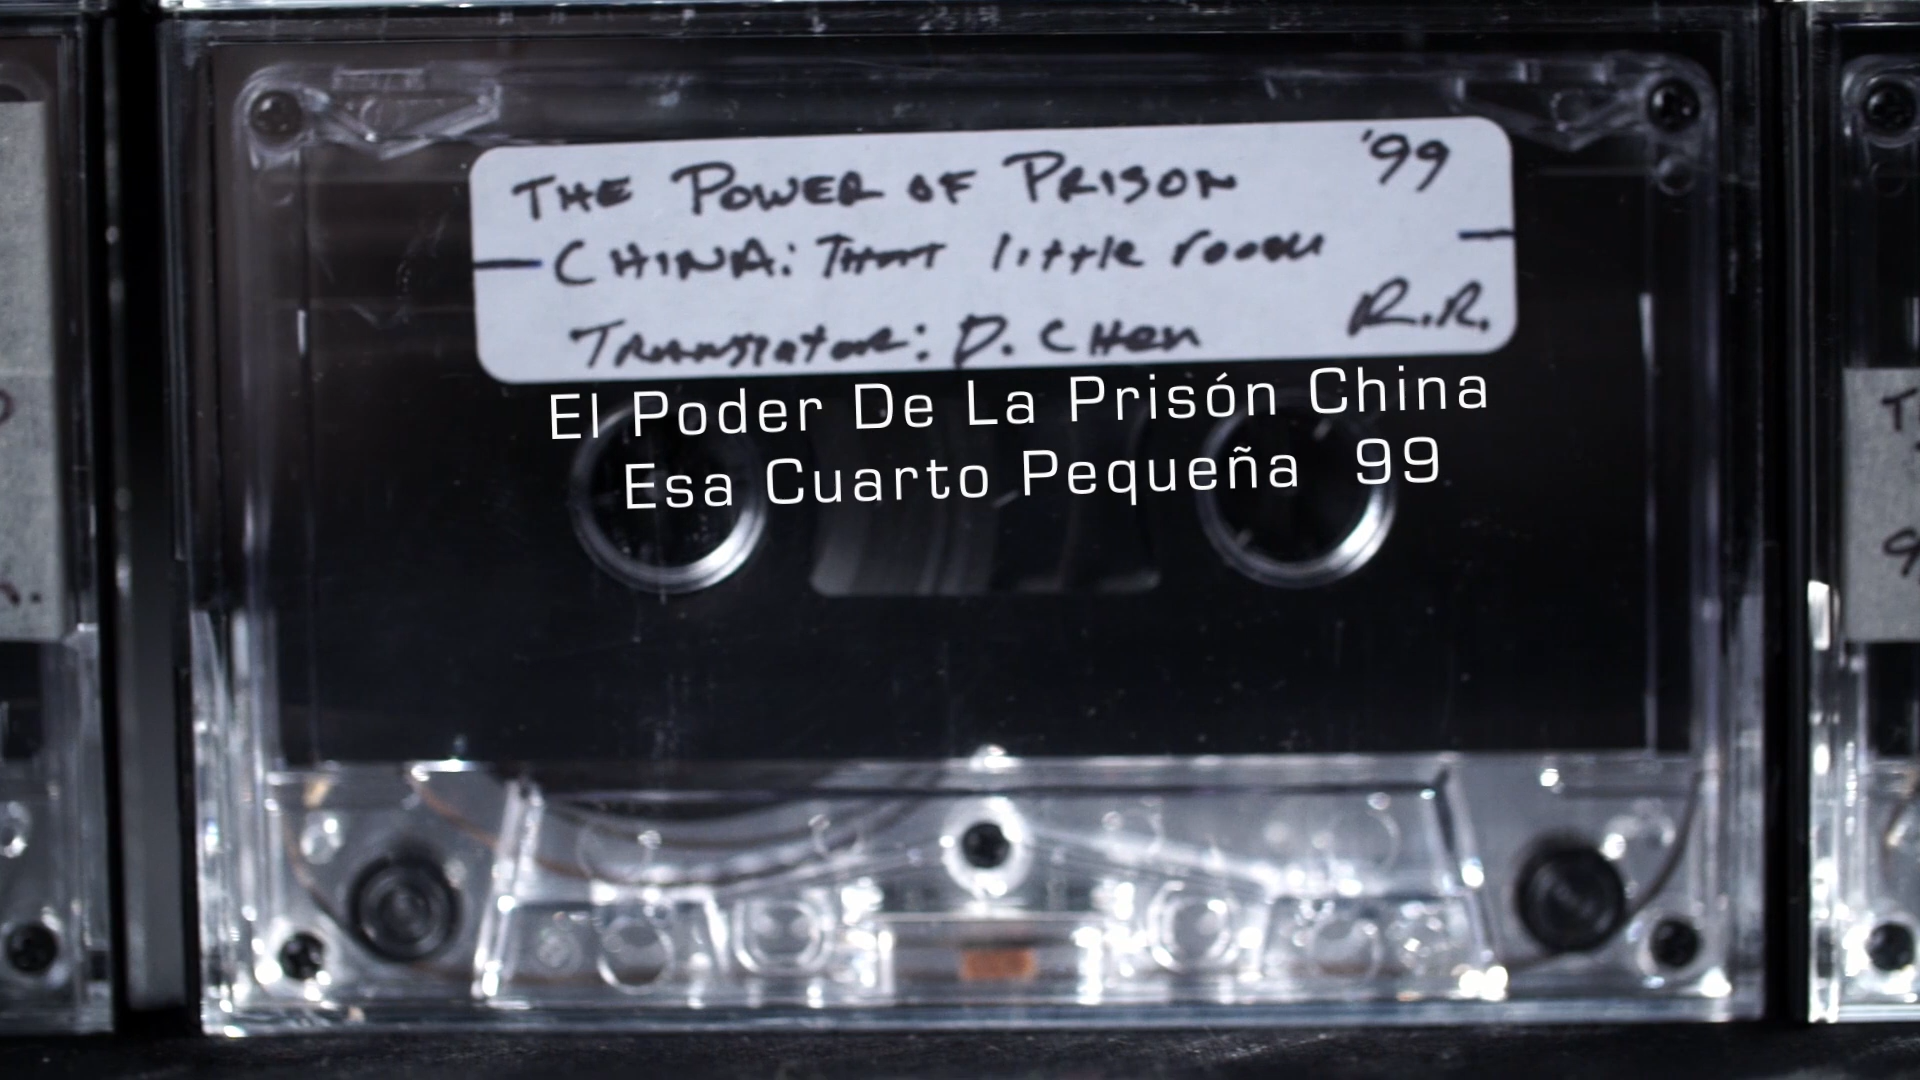 THE POWER OF PRISON '99
CHINA: THAT little room
TRANSlatoR: D. CHen R.R.
El Poder De La Prisón China
Esa Cuarto Pequeña 99